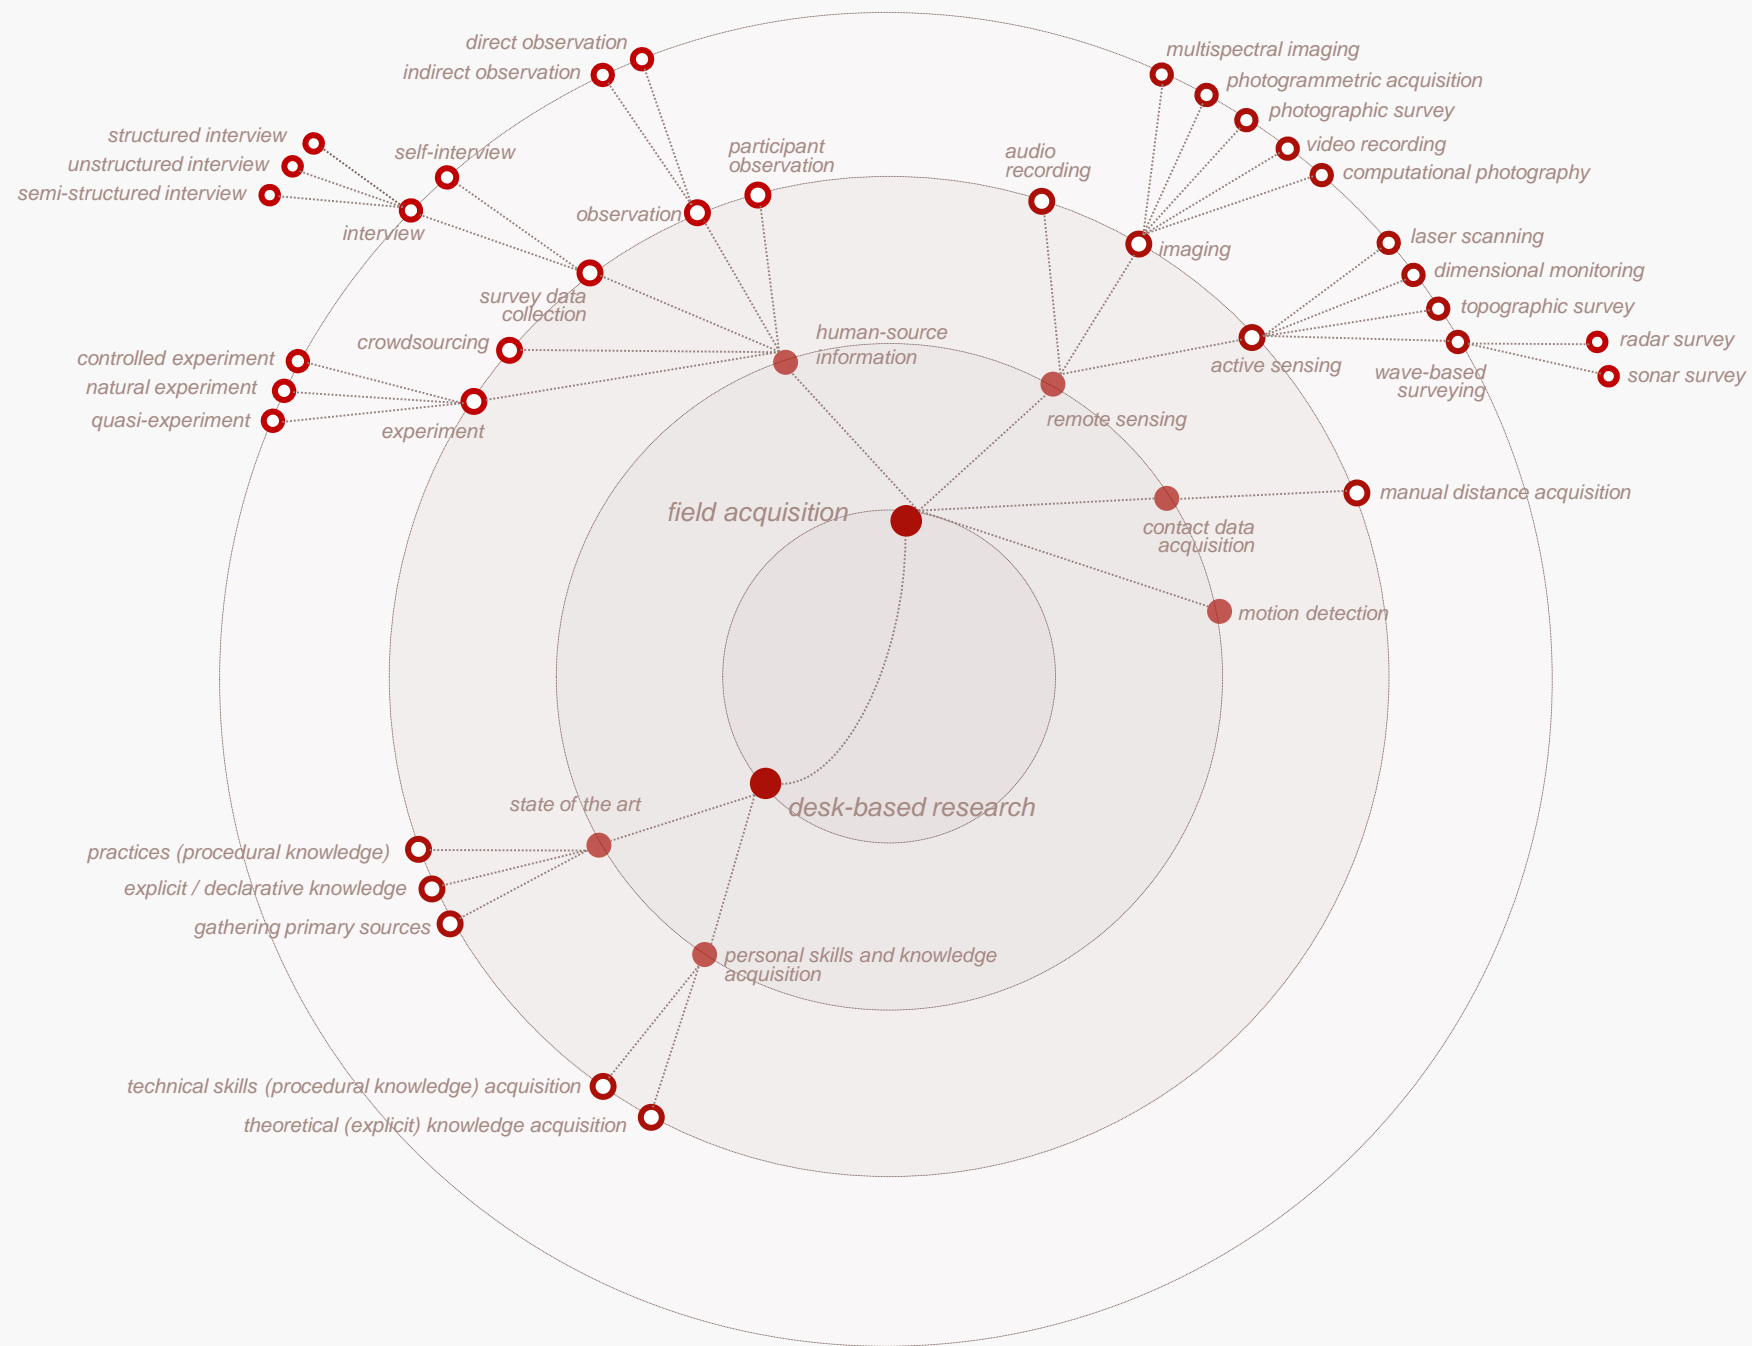 direct observation
indirect observation
multispectral imaging
photogrammetric acquisition
photographic survey
video recording
computational photography
structured interview
unstructured interview
semi-structured interview
self-interview
interview
participant
observation
observation
audio
recording
imaging
laser scanning
dimensional monitoring
topographic survey
radar survey
sonar survey
wave-based
surveying
active sensing
survey data
collection
crowdsourcing
human-source
information
controlled experiment
natural experiment
quasi-experiment
experiment
remote sensing
field acquisition
contact data
acquisition
manual distance acquisition
motion detection
state of the art
desk-based research
practices (procedural knowledge)
explicit / declarative knowledge
gathering primary sources
personal skills and knowledge
acquisition
technical skills (procedural knowledge) acquisition
theoretical (explicit) knowledge acquisition